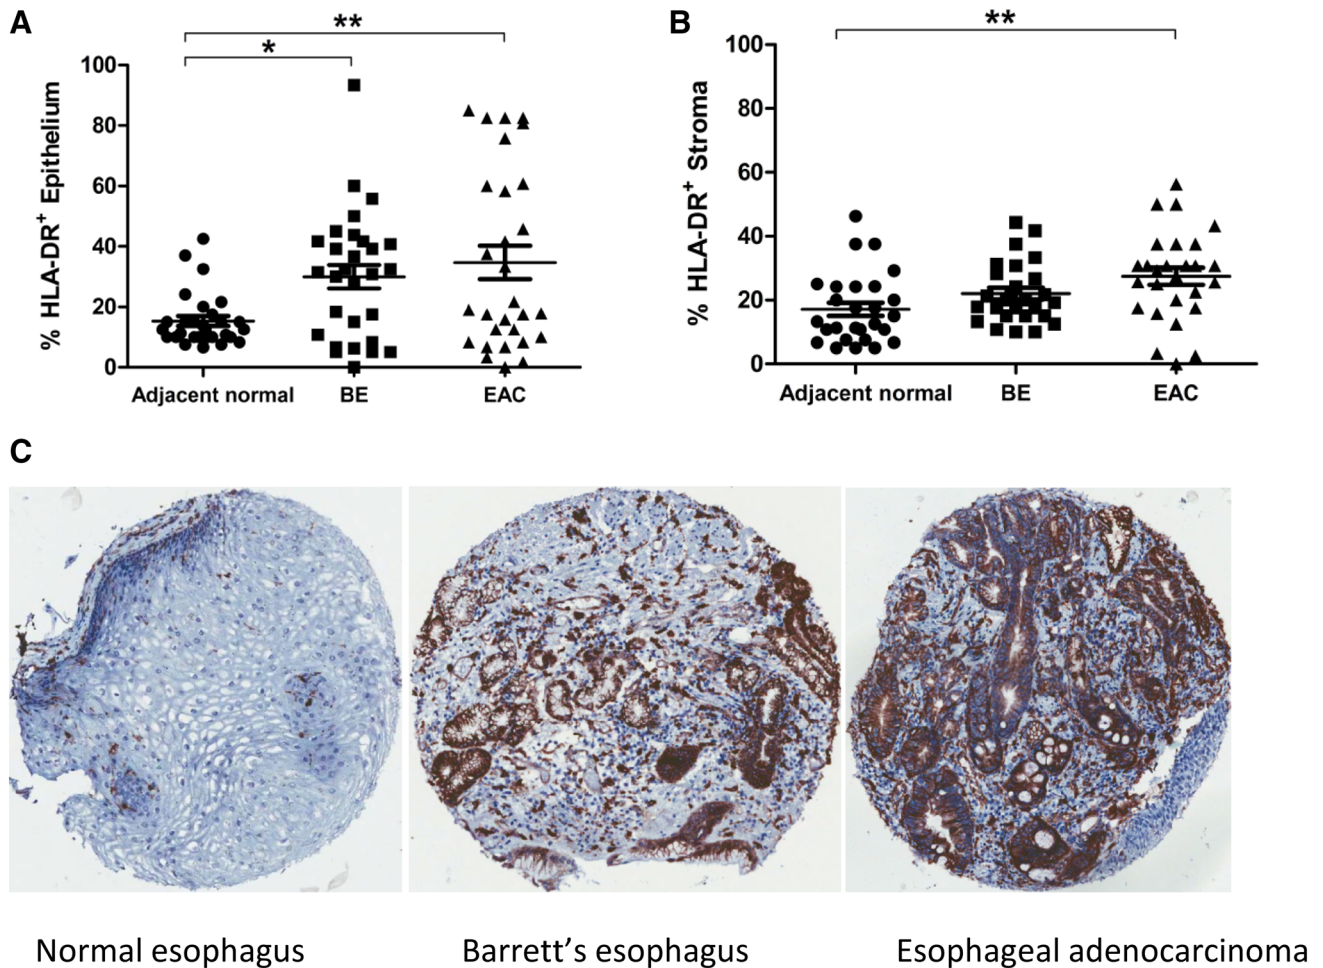 A
B
**
*
% HLA-DR+ Epithelium
100
80
60
40
20
0
Adjacent normal BE EAC
**
% HLA-DR+ Stroma
100
80
60
40
20
0
Adjacent normal BE EAC
C
Normal esophagus Barrett’s esophagus Esophageal adenocarcinoma